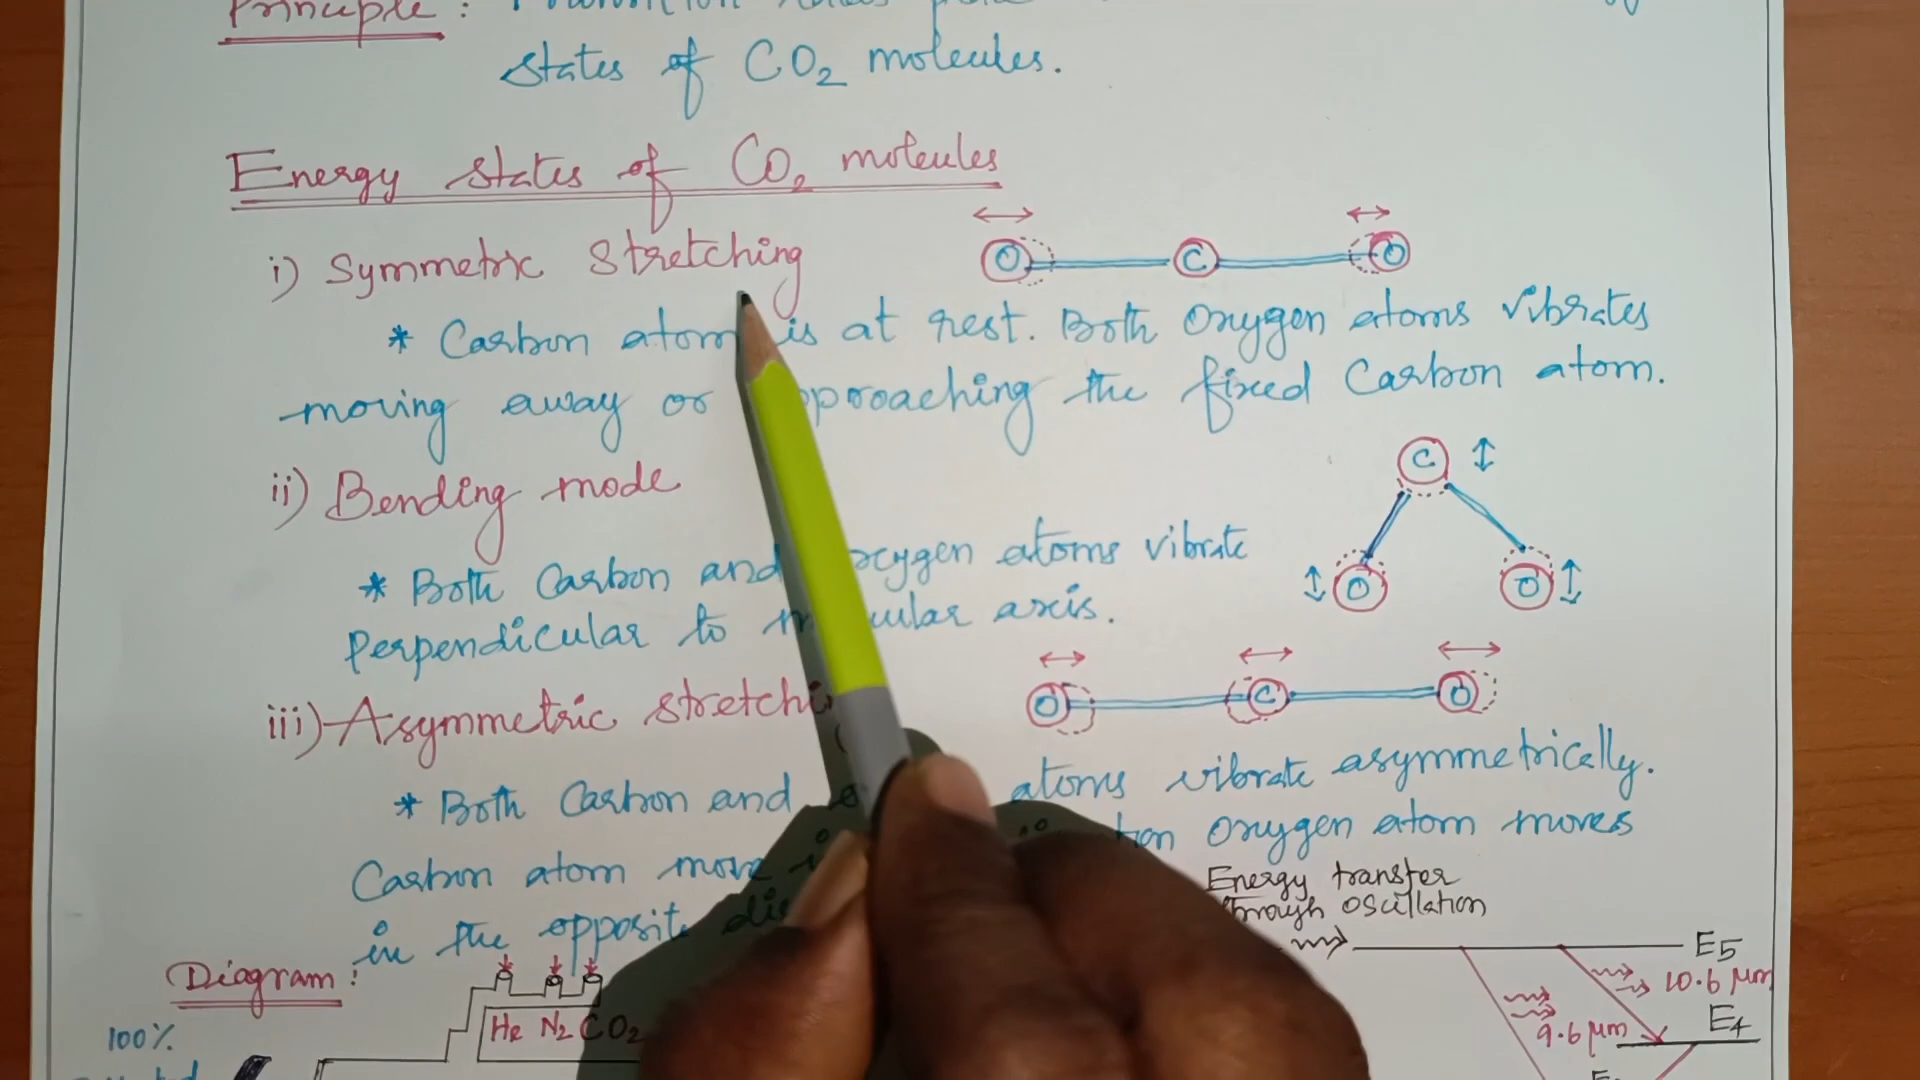 Principle :
states of CO2 molecules.
Energy states of CO2 molecules
i) Symmetric Stretching
O C O
* Carbon atom is at rest. Both Oxygen atoms vibrates
moving away or pproaching the fixed Carbon atom.
ii) Bending mode
C
O O
* Both Carbon and oxygen atoms vibrate
Perpendicular to cular axis.
iii) Asymmetric stretchi
O C O
* Both Carbon and atoms vibrate asymmetrically.
Carbon atom move oxygen atom moves
in the opposite
Energy transfer
through oscillation
E5
10.6 μm
9.6 μm
E4
Diagram :
100%
He N2 CO2